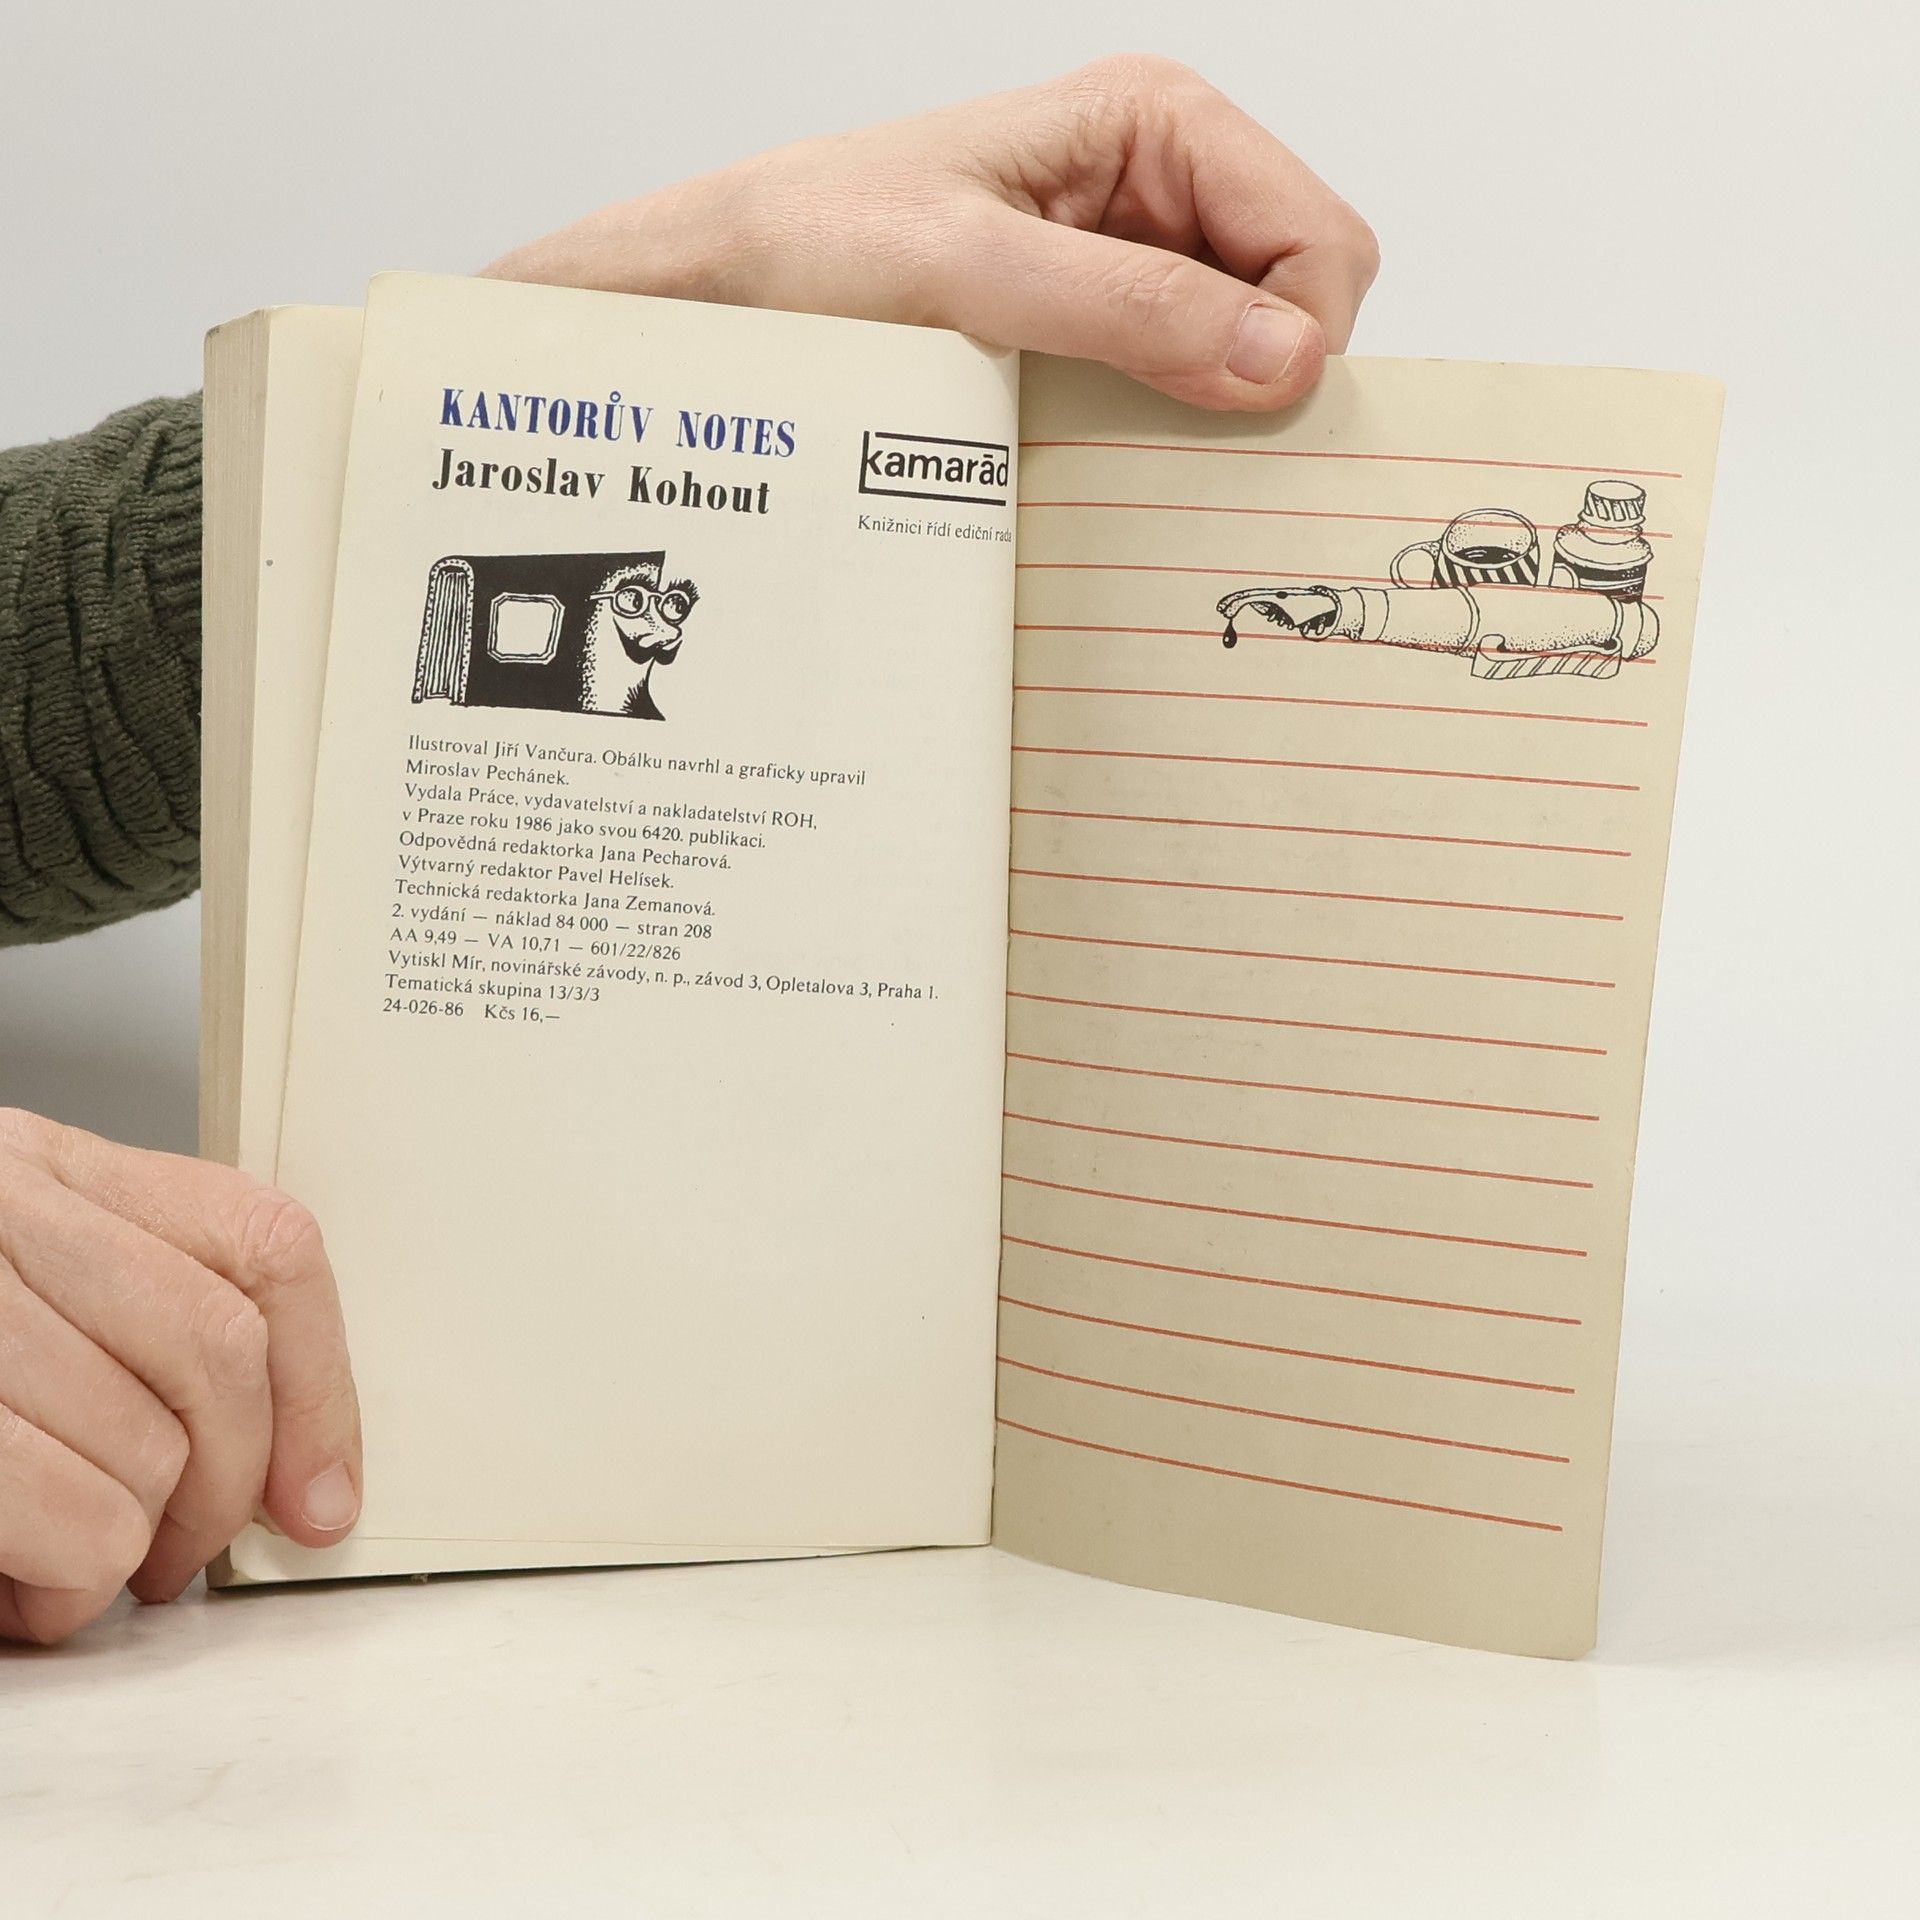 KANTORŮV NOTES
Jaroslav Kohout
kamarād
Knižnici řídí ediční rada
Ilustroval Jiří Vančura. Obálku navrhl a graficky upravil
Miroslav Pechánek.
Vydala Práce, vydavatelství a nakladatelství ROH,
v Praze roku 1986 jako svou 6420. publikaci.
Odpovědná redaktorka Jana Pecharová.
Výtvarný redaktor Pavel Helísek.
Technická redaktorka Jana Zemanová.
2. vydání — náklad 84 000 — stran 208
AA 9,49 — VA 10,71 — 601/22/826
Vytiskl Mír, novinářské závody, n. p., závod 3, Opletalova 3, Praha 1.
Tematická skupina 13/3/3
24-026-86 Kčs 16,—